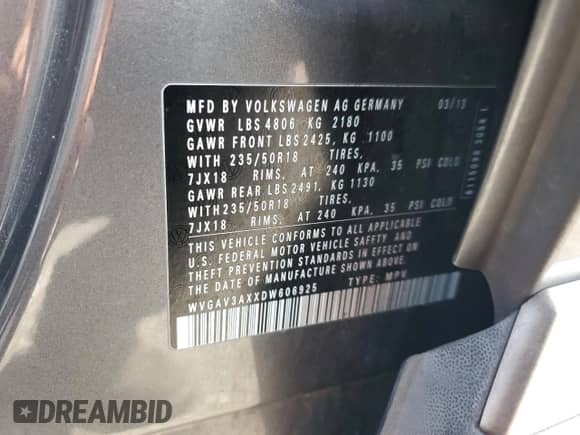 MFD BY VOLKSWAGEN AG GERMANY 03/13
GVWR LBS 4806 KG 2180
GAWR FRONT LBS 2425, KG 1100
WITH 235/50R18 TIRES,
7JX18 RIMS, AT 240 KPA, 35 PSI COLD
GAWR REAR LBS 2491, KG 1130
WITH 235/50R18 TIRES,
7JX18 RIMS, AT 240 KPA, 35 PSI COLD
THIS VEHICLE CONFORMS TO ALL APPLICABLE
U.S. FEDERAL MOTOR VEHICLE SAFETY AND
THEFT PREVENTION STANDARDS IN EFFECT ON
THE DATE OF MANUFACTURE SHOWN ABOVE.
WVGAV3AXXDW606925 TYPE: MPV
DREAMBID